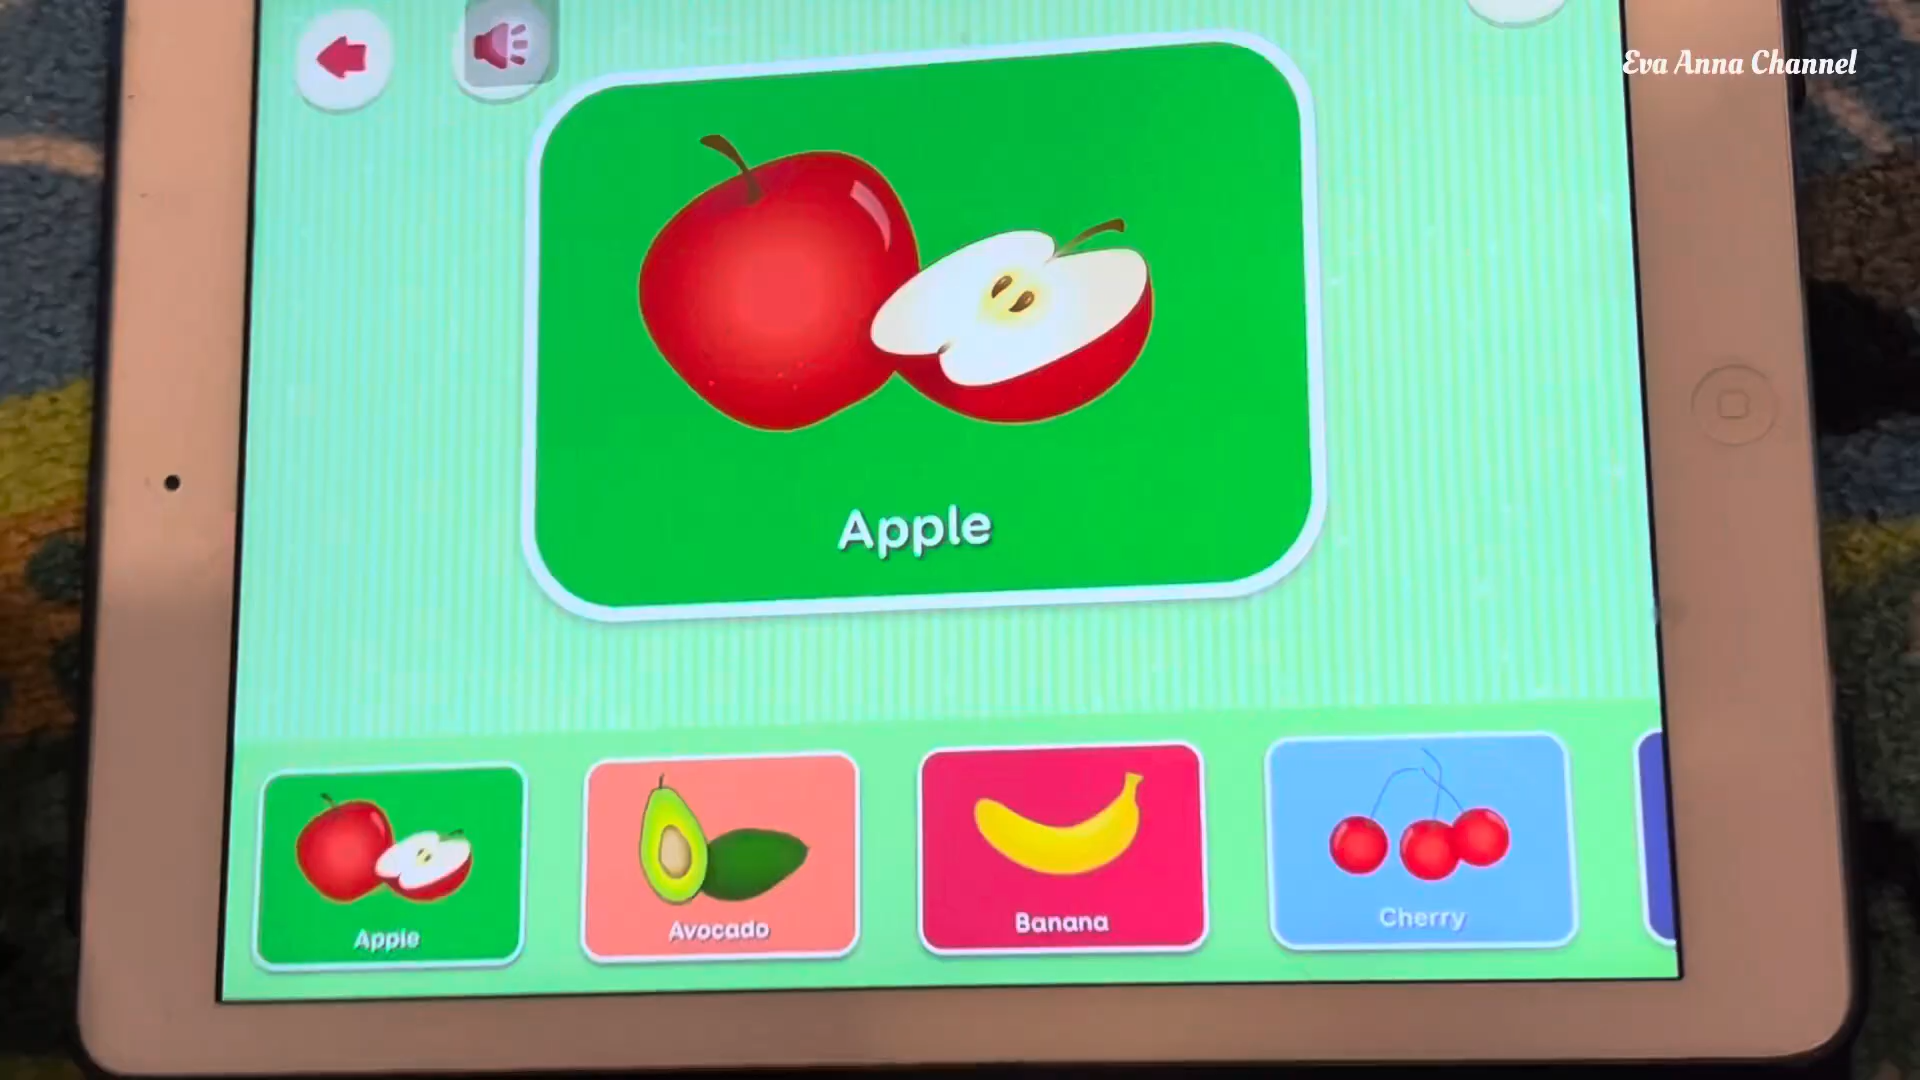 Eva Anna Channel
Apple
Apple
Avocado
Banana
Cherry